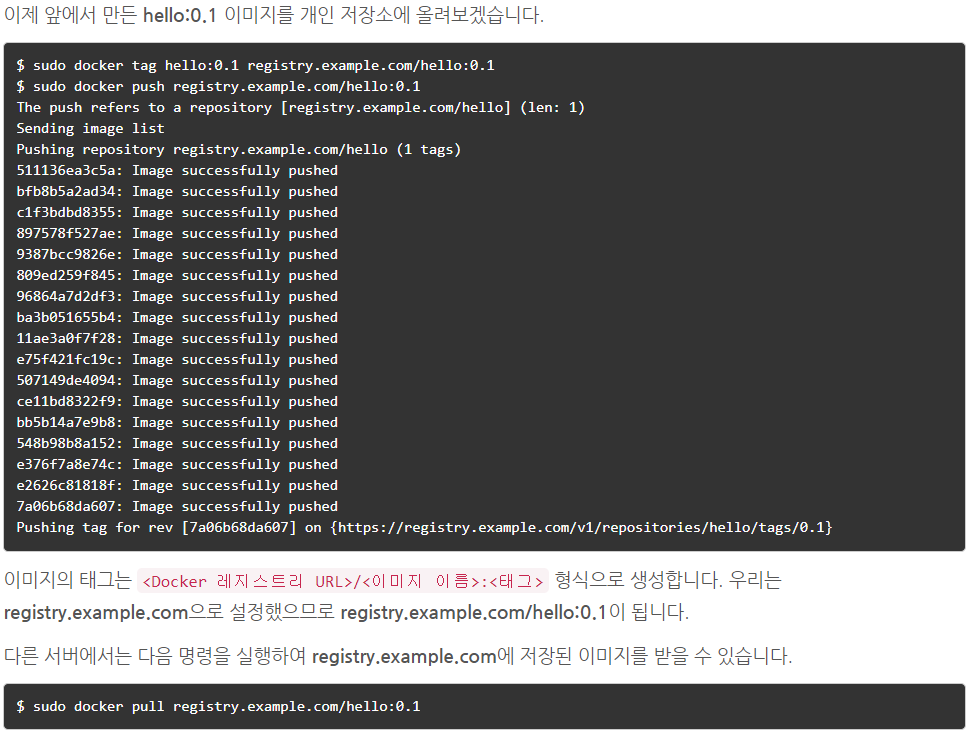 이제 앞에서 만든 hello:0.1 이미지를 개인 저장소에 올려보겠습니다.
$ sudo docker tag hello:0.1 registry.example.com/hello:0.1
$ sudo docker push registry.example.com/hello:0.1
The push refers to a repository [registry.example.com/hello] (len: 1)
Sending image list
Pushing repository registry.example.com/hello (1 tags)
511136ea3c5a: Image successfully pushed
bfb8b5a2ad34: Image successfully pushed
c1f3bdbd8355: Image successfully pushed
897578f527ae: Image successfully pushed
9387bcc9826e: Image successfully pushed
809ed259f845: Image successfully pushed
96864a7d2df3: Image successfully pushed
ba3b051655b4: Image successfully pushed
11ae3a0f7f28: Image successfully pushed
e75f421fc19c: Image successfully pushed
507149de4094: Image successfully pushed
ce11bd8322f9: Image successfully pushed
bb5b14a7e9b8: Image successfully pushed
548b98b8a152: Image successfully pushed
e376f7a8e74c: Image successfully pushed
e2626c81818f: Image successfully pushed
7a06b68da607: Image successfully pushed
Pushing tag for rev [7a06b68da607] on {https://registry.example.com/v1/repositories/hello/tags/0.1}
이미지의 태그는 <Docker 레지스트리 URL>/<이미지 이름>:<태그> 형식으로 생성합니다. 우리는
registry.example.com으로 설정했으므로 registry.example.com/hello:0.1이 됩니다.
다른 서버에서는 다음 명령을 실행하여 registry.example.com에 저장된 이미지를 받을 수 있습니다.
$ sudo docker pull registry.example.com/hello:0.1